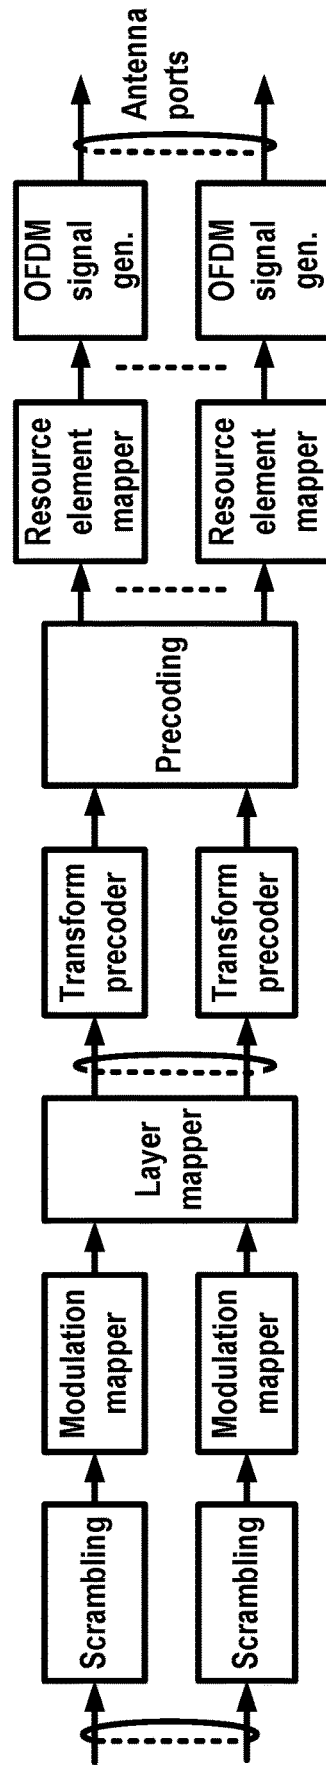 Scrambling
Scrambling
Modulation
mapper
Modulation
mapper
Layer
mapper
Transform
precoder
Transform
precoder
Precoding
Resource
element
mapper
Resource
element
mapper
OFDM
signal
gen.
OFDM
signal
gen.
Antenna
ports